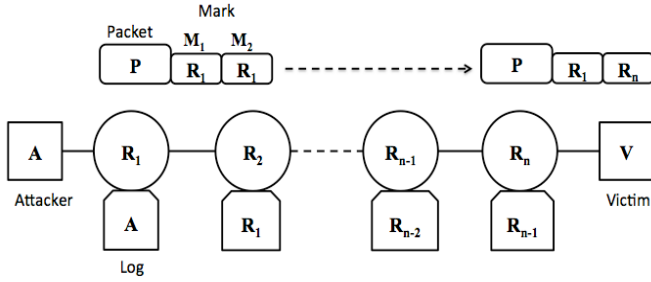 Mark
Packet
M₁ M₂
P R₁ R₁ P R₁ Rₙ
A R₁ R₂ Rₙ₋₁ Rₙ V
Attacker Victim
A R₁ Rₙ₋₂ Rₙ₋₁
Log